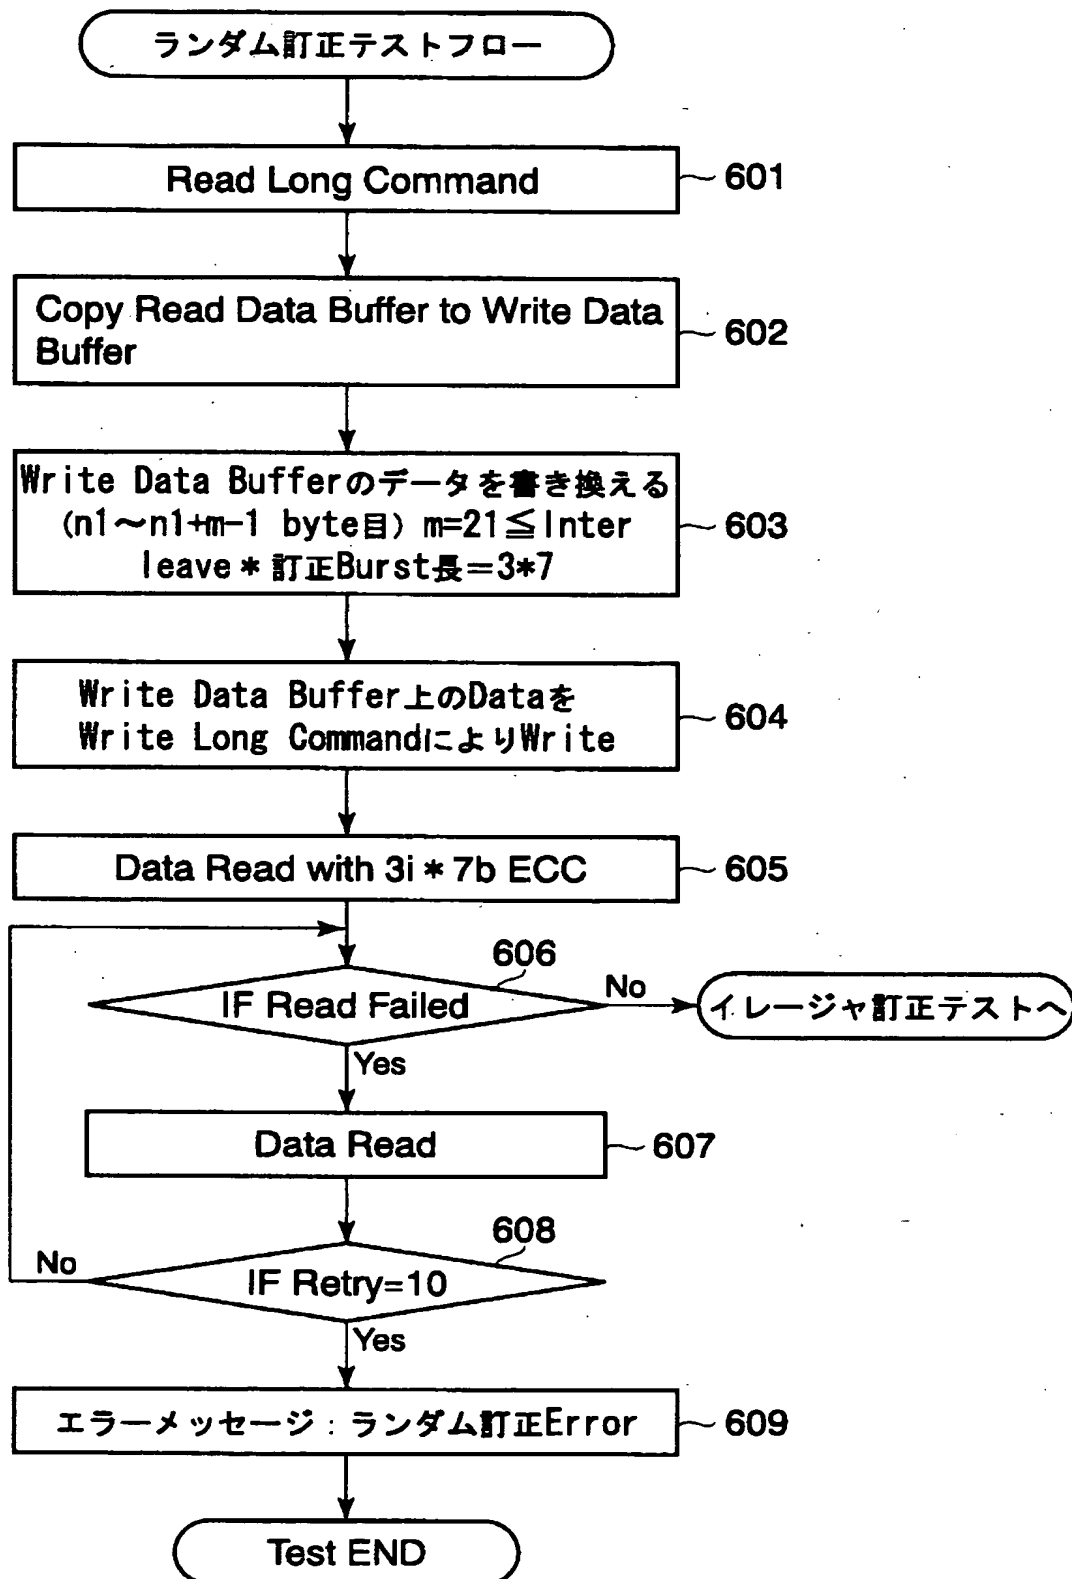 ランダム訂正テストフロー
Read Long Command
601
Copy Read Data Buffer to Write Data
Buffer
602
Write Data Bufferのデータを書き換える
(n1～n1+m-1 byte目) m=21≦Inter
leave*訂正Burst長=3*7
603
Write Data Buffer上のDataを
Write Long CommandによりWrite
604
Data Read with 3i * 7b ECC
605
606
IF Read Failed
No
イレージャ訂正テストへ
Yes
Data Read
607
608
No
IF Retry=10
Yes
エラーメッセージ：ランダム訂正Error
609
Test END